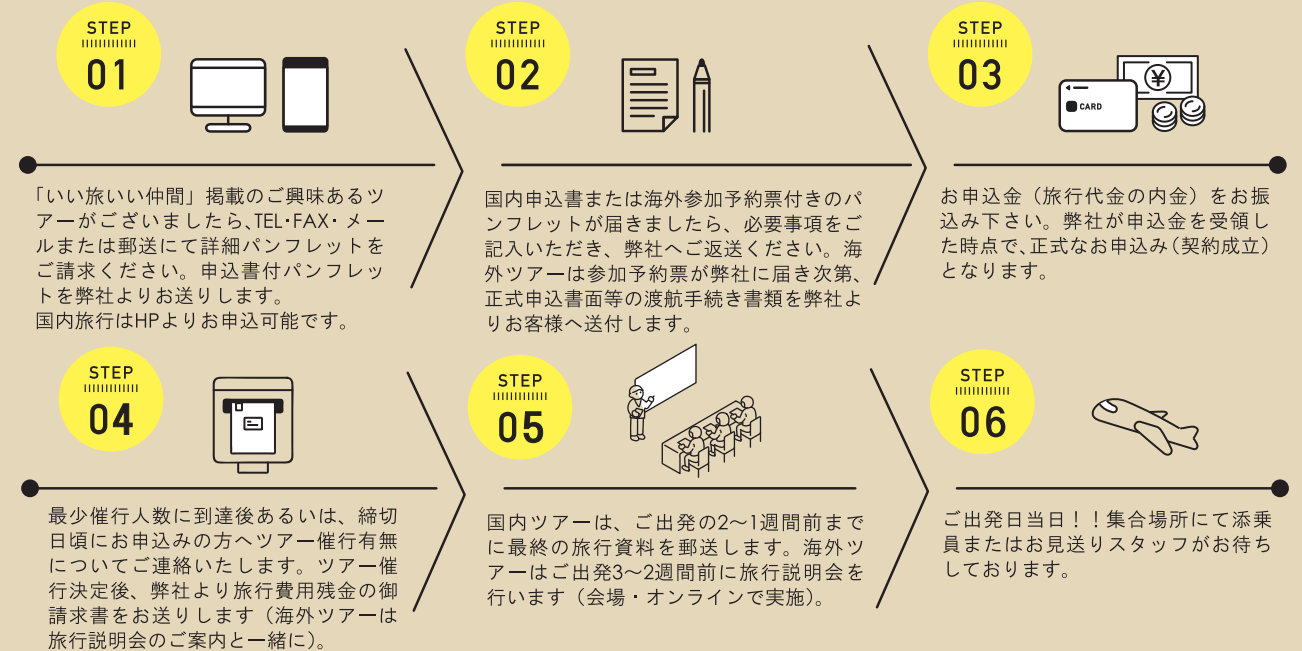 STEP
01
「いい旅いい仲間」掲載のご興味あるツ
アーがございましたら、TEL・FAX・メー
ルまたは郵送にて詳細パンフレットを
ご請求ください。申込書付パンフレッ
トを弊社よりお送りします。
国内旅行はHPよりお申込可能です。
STEP
02
国内申込書または海外参加予約票付きのパ
ンフレットが届きましたら、必要事項をご
記入いただき、弊社へご返送ください。海
外ツアーは参加予約票が弊社に届き次第、
正式申込書面等の渡航手続き書類を弊社よ
りお客様へ送付します。
STEP
03
¥
CARD
お申込金（旅行代金の内金）をお振
込み下さい。弊社が申込金を受領し
た時点で、正式なお申込み（契約成立）
となります。
STEP
04
最少催行人数に到達後あるいは、締切
日頃にお申込みの方へツアー催行有無
についてご連絡いたします。ツアー催
行決定後、弊社より旅行費用残金の御
請求書をお送りします（海外ツアーは
旅行説明会のご案内と一緒に）。
STEP
05
国内ツアーは、ご出発の2〜1週間前まで
に最終の旅行資料を郵送します。海外ツ
アーはご出発3〜2週間前に旅行説明会を
行います（会場・オンラインで実施）。
STEP
06
ご出発日当日！！集合場所にて添乗
員またはお見送りスタッフがお待ち
しております。